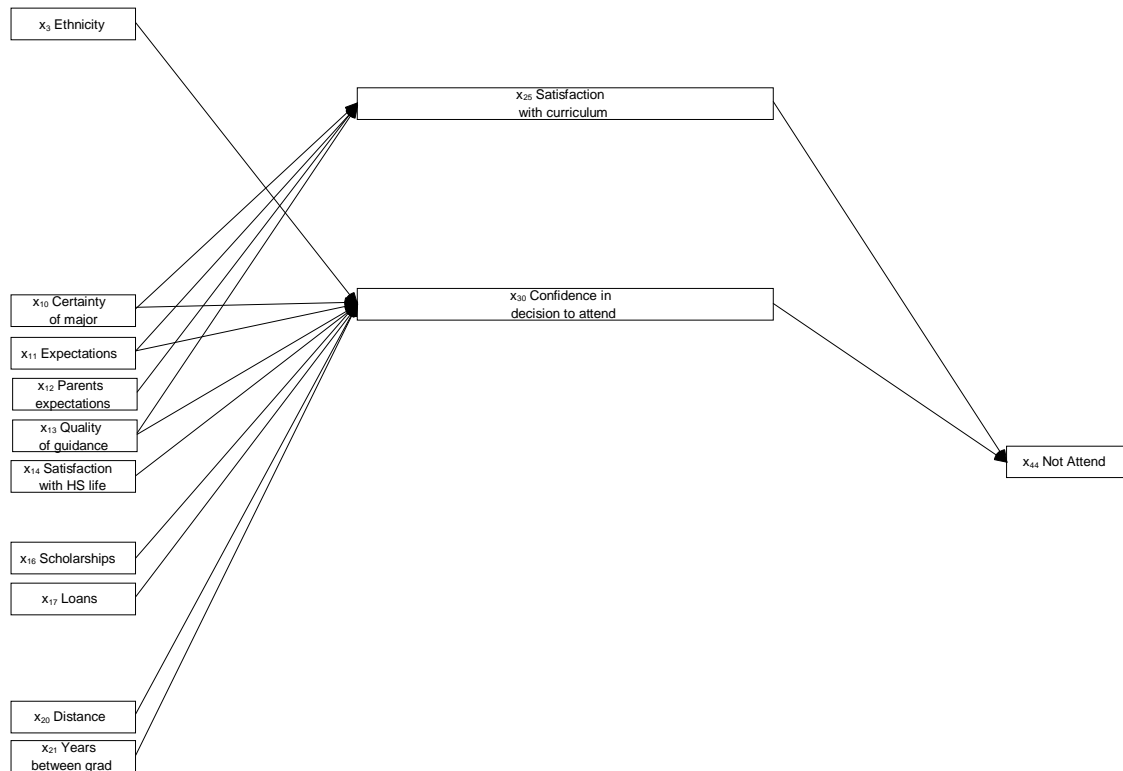 x₃ Ethnicity
x₂₅ Satisfaction
with curriculum
x₁₀ Certainty
of major
x₃₀ Confidence in
decision to attend
x₁₁ Expectations
x₁₂ Parents
expectations
x₁₃ Quality
of guidance
x₁₄ Satisfaction
with HS life
x₄₄ Not Attend
x₁₆ Scholarships
x₁₇ Loans
x₂₀ Distance
x₂₁ Years
between grad